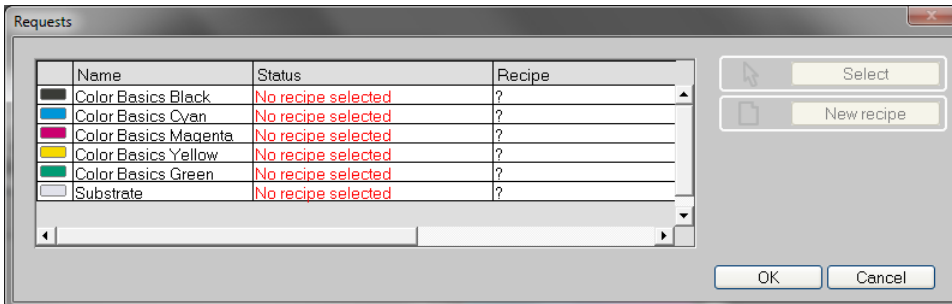 Requests
Name Status Recipe
Color Basics Black No recipe selected ?
Color Basics Cyan No recipe selected ?
Color Basics Magenta No recipe selected ?
Color Basics Yellow No recipe selected ?
Color Basics Green No recipe selected ?
Substrate No recipe selected ?
Select
New recipe
OK Cancel